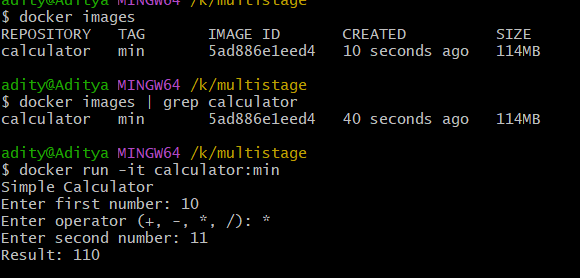 adity@Aditya MINGW64 /k/multistage
$ docker images
REPOSITORY   TAG       IMAGE ID       CREATED          SIZE
calculator   min       5ad886e1eed4   10 seconds ago   114MB
adity@Aditya MINGW64 /k/multistage
$ docker images | grep calculator
calculator   min       5ad886e1eed4   40 seconds ago   114MB
adity@Aditya MINGW64 /k/multistage
$ docker run -it calculator:min
Simple Calculator
Enter first number: 10
Enter operator (+, -, *, /): *
Enter second number: 11
Result: 110